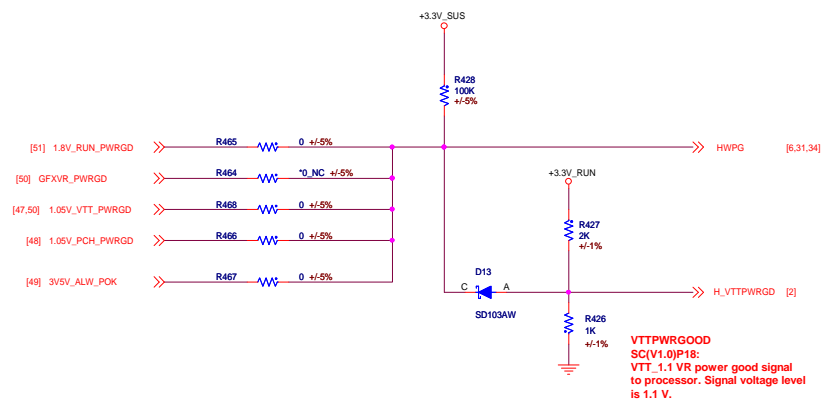 +3.3V_SUS
R428
100K
+/-5%
[51] 1.8V_RUN_PWRGD
R465
0 +/-5%
HWPG
[6,31,34]
[50] GFXVR_PWRGD
R464
*0_NC +/-5%
+3.3V_RUN
[47,50] 1.05V_VTT_PWRGD
R468
0 +/-5%
R427
2K
+/-1%
[48] 1.05V_PCH_PWRGD
R466
0 +/-5%
[49] 3V5V_ALW_POK
R467
0 +/-5%
D13
C
A
SD103AW
H_VTTPWRGD [2]
R426
1K
+/-1%
VTTPWRGOOD
SC(V1.0)P18:
VTT_1.1 VR power good signal
to processor. Signal voltage level
is 1.1 V.